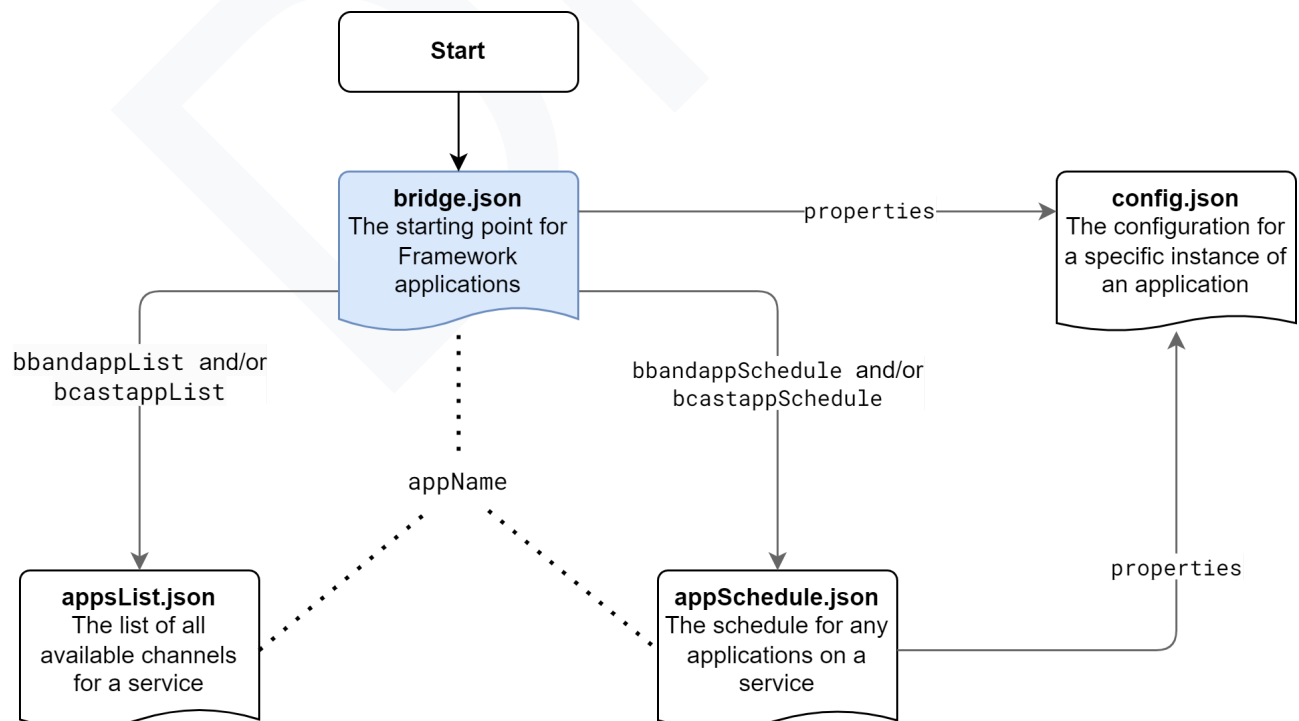 Start
bridge.json
The starting point for
Framework
applications
properties
config.json
The configuration for
a specific instance of
an application
bbandappList and/or
bcastappList
bbandappSchedule and/or
bcastappSchedule
appName
properties
appsList.json
The list of all
available channels
for a service
appSchedule.json
The schedule for any
applications on a
service